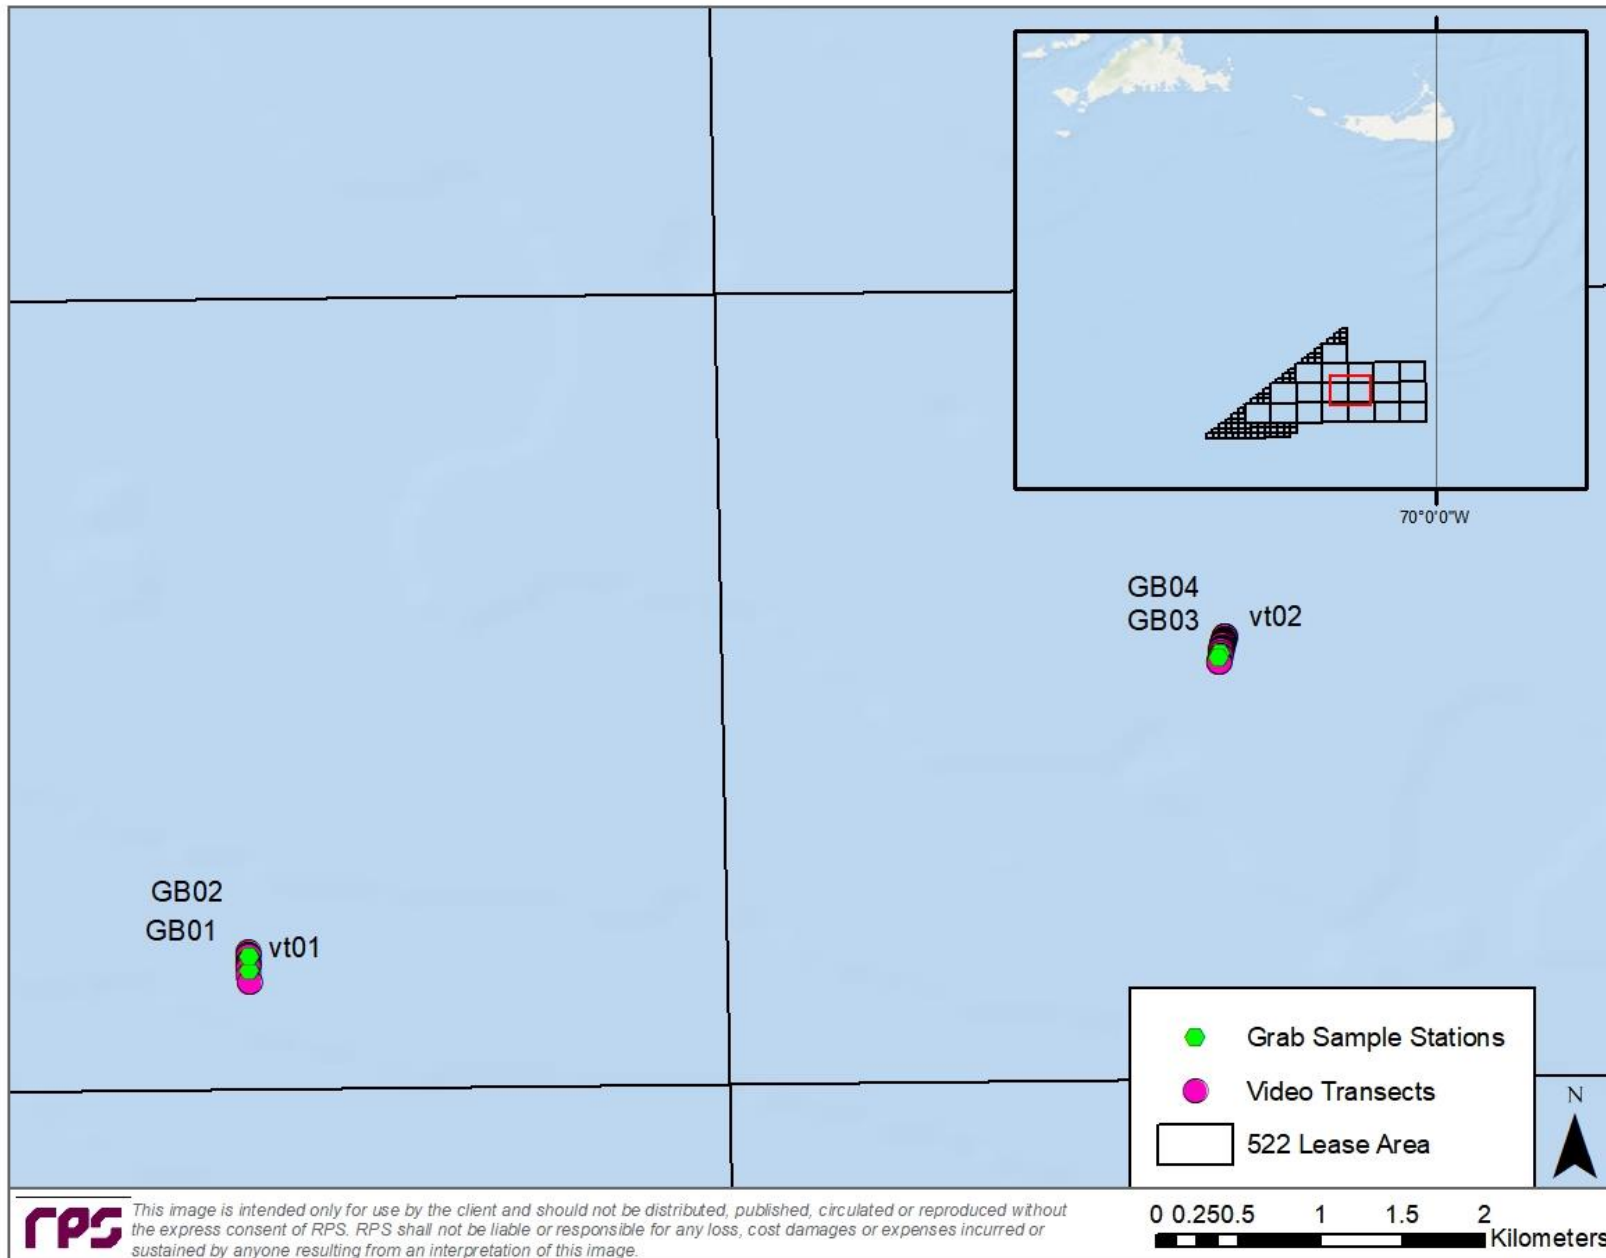 70°0'0"W
GB04
GB03
vt02
GB02
GB01
vt01
Grab Sample Stations
Video Transects
522 Lease Area
N
rps
This image is intended only for use by the client and should not be distributed, published, circulated or reproduced without
the express consent of RPS. RPS shall not be liable or responsible for any loss, cost damages or expenses incurred or
sustained by anyone resulting from an interpretation of this image.
0 0.250.5 1 1.5 2
Kilometers